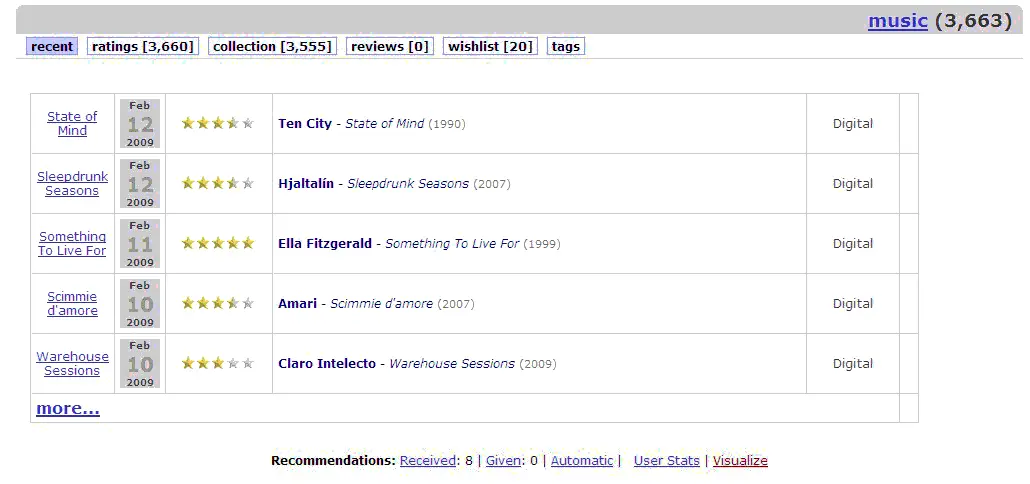 music (3,663)
recent ratings [3,660] collection [3,555] reviews [0] wishlist [20] tags
State of Mind Feb 12 2009 Ten City - State of Mind (1990) Digital
Sleepdrunk Seasons Feb 12 2009 Hjaltalín - Sleepdrunk Seasons (2007) Digital
Something To Live For Feb 11 2009 Ella Fitzgerald - Something To Live For (1999) Digital
Scimmie d'amore Feb 10 2009 Amari - Scimmie d'amore (2007) Digital
Warehouse Sessions Feb 10 2009 Claro Intelecto - Warehouse Sessions (2009) Digital
more...
Recommendations: Received: 8 | Given: 0 | Automatic | User Stats | Visualize